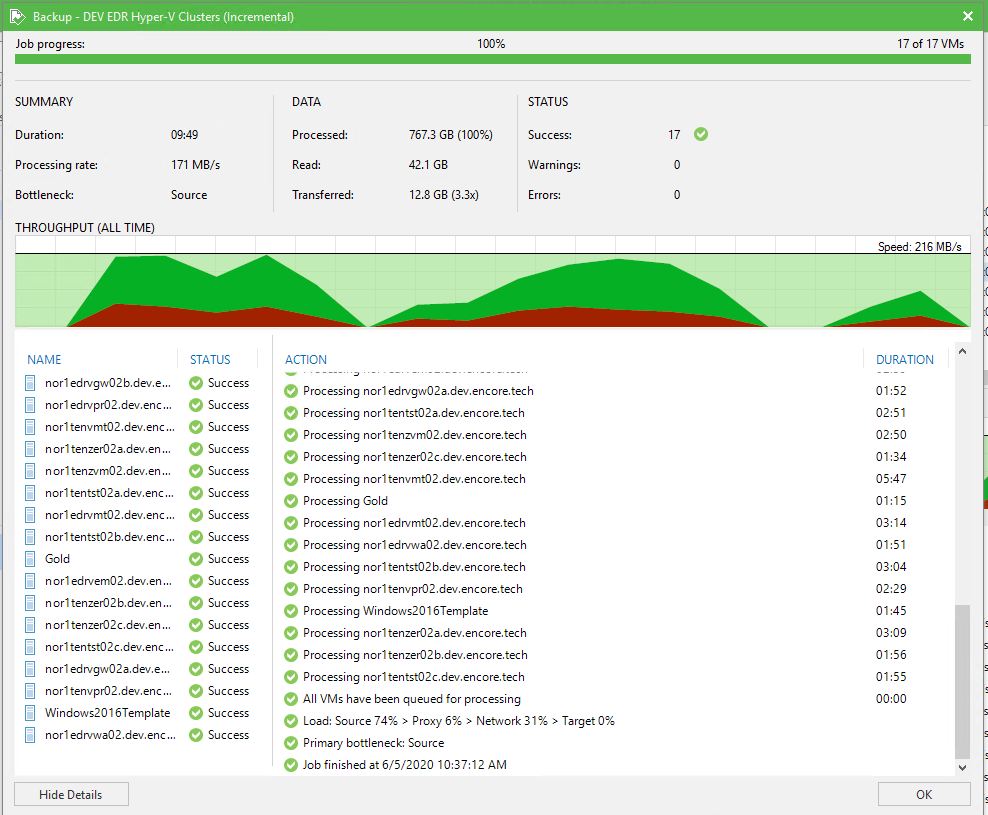 Backup - DEV EDR Hyper-V Clusters (Incremental)
Job progress: 100% 17 of 17 VMs
SUMMARY
Duration: 09:49
Processing rate: 171 MB/s
Bottleneck: Source
DATA
Processed: 767.3 GB (100%)
Read: 42.1 GB
Transferred: 12.8 GB (3.3x)
STATUS
Success: 17
Warnings: 0
Errors: 0
THROUGHPUT (ALL TIME)
Speed: 216 MB/s
NAME STATUS
nor1edrvgw02b.dev.e... Success
nor1edrvpr02.dev.enc... Success
nor1tenvmt02.dev.enc... Success
nor1tenzer02a.dev.en... Success
nor1tenzvm02.dev.en... Success
nor1tentst02a.dev.enc... Success
nor1edrvmt02.dev.enc... Success
nor1tentst02b.dev.enc... Success
Gold Success
nor1edrvem02.dev.en... Success
nor1tenzer02b.dev.en... Success
nor1tenzer02c.dev.en... Success
nor1tentst02c.dev.enc... Success
nor1edrvgw02a.dev.e... Success
nor1tenvpr02.dev.enc... Success
Windows2016Template Success
nor1edrvwa02.dev.enc... Success
ACTION DURATION
Processing nor1edrvgw02a.dev.encore.tech 01:52
Processing nor1tentst02a.dev.encore.tech 02:51
Processing nor1tenzvm02.dev.encore.tech 02:50
Processing nor1tenzer02c.dev.encore.tech 01:34
Processing nor1tenvmt02.dev.encore.tech 05:47
Processing Gold 01:15
Processing nor1edrvmt02.dev.encore.tech 03:14
Processing nor1edrvwa02.dev.encore.tech 01:51
Processing nor1tentst02b.dev.encore.tech 03:04
Processing nor1tenvpr02.dev.encore.tech 02:29
Processing Windows2016Template 01:45
Processing nor1tenzer02a.dev.encore.tech 03:09
Processing nor1tenzer02b.dev.encore.tech 01:56
Processing nor1tentst02c.dev.encore.tech 01:55
All VMs have been queued for processing 00:00
Load: Source 74% > Proxy 6% > Network 31% > Target 0%
Primary bottleneck: Source
Job finished at 6/5/2020 10:37:12 AM
Hide Details OK